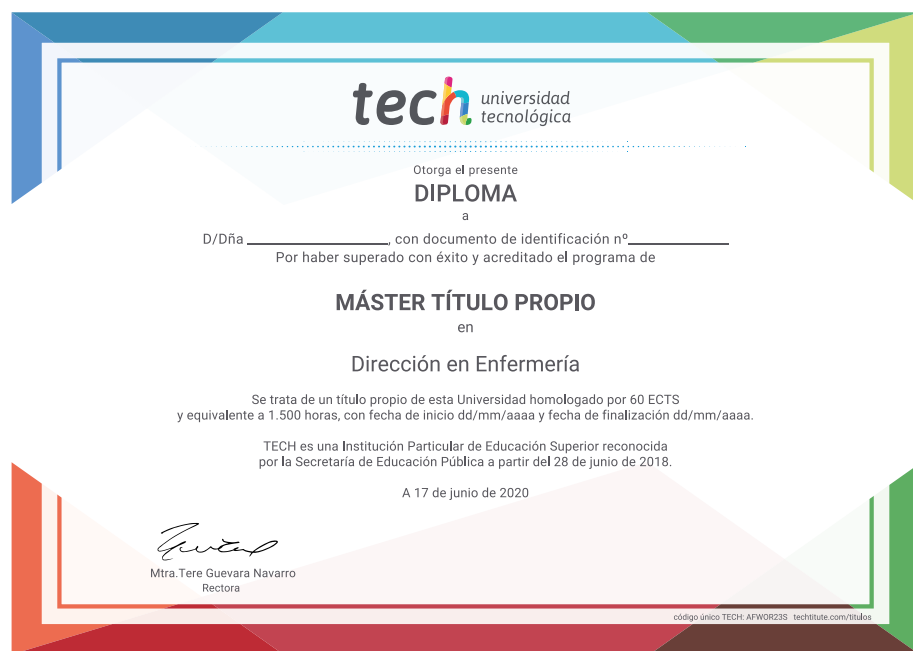 tech universidad
tecnológica
Otorga el presente
DIPLOMA
a
D/Dña ________________, con documento de identificación nº____________
Por haber superado con éxito y acreditado el programa de
MÁSTER TÍTULO PROPIO
en
Dirección en Enfermería
Se trata de un título propio de esta Universidad homologado por 60 ECTS
y equivalente a 1.500 horas, con fecha de inicio dd/mm/aaaa y fecha de finalización dd/mm/aaaa.
TECH es una Institución Particular de Educación Superior reconocida
por la Secretaría de Educación Pública a partir del 28 de junio de 2018.
A 17 de junio de 2020
Mtra.Tere Guevara Navarro
Rectora
código único TECH: AFWOR23S techtitute.com/titulos